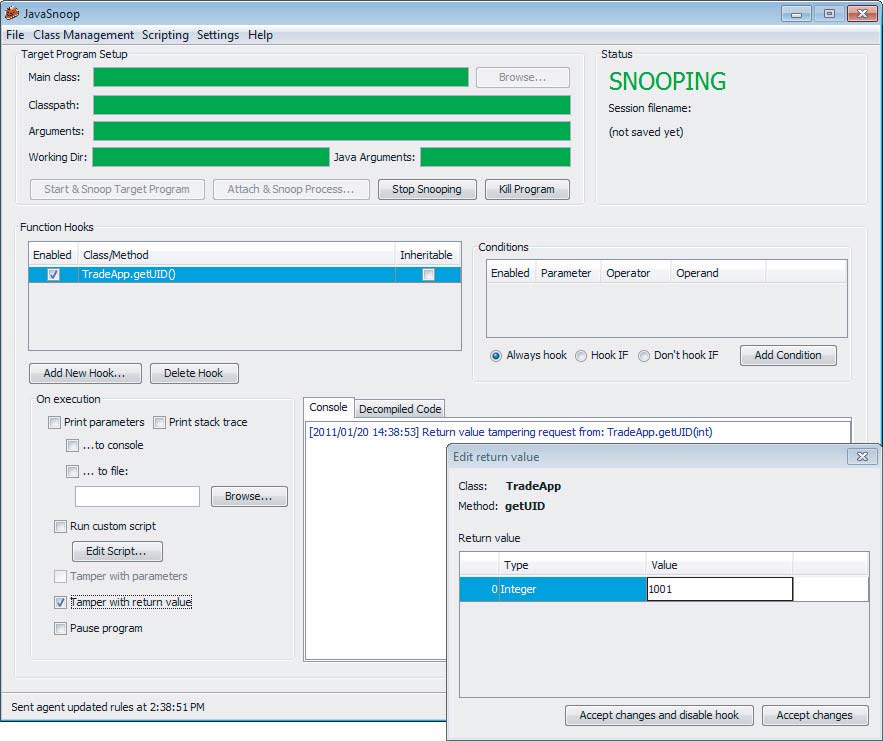 JavaSnoop
File Class Management Scripting Settings Help
Target Program Setup
Main class:
Browse...
Classpath:
Arguments:
Working Dir:
Java Arguments:
Start & Snoop Target Program
Attach & Snoop Process...
Stop Snooping
Kill Program
Status
SNOOPING
Session filename:
(not saved yet)
Function Hooks
Enabled Class/Method Inheritable
TradeApp.getUID()
Add New Hook...
Delete Hook
Conditions
Enabled Parameter Operator Operand
Always hook Hook IF Don't hook IF
Add Condition
On execution
Print parameters Print stack trace
...to console
... to file:
Browse...
Run custom script
Edit Script...
Tamper with parameters
Tamper with return value
Pause program
Console Decompiled Code
[2011/01/20 14:38:53] Return value tampering request from: TradeApp.getUID(int)
Edit return value
Class: TradeApp
Method: getUID
Return value
Type Value
0 Integer 1001
Accept changes and disable hook
Accept changes
Sent agent updated rules at 2:38:51 PM